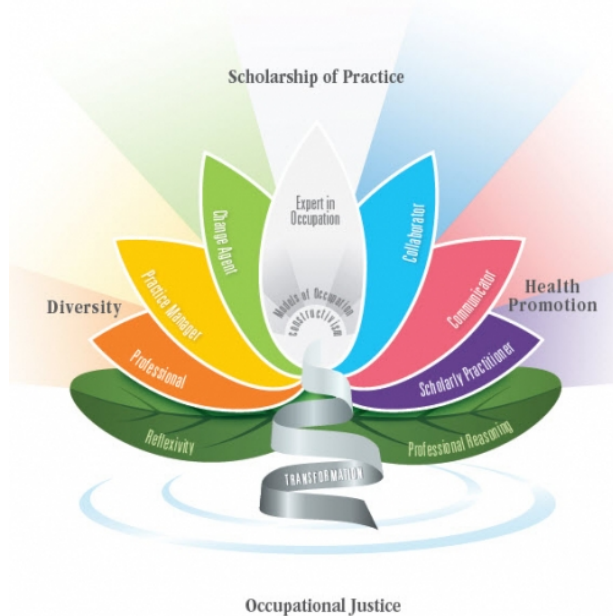 Scholarship of Practice
Expert in
Occupation
Change Agent
Collaborator
Practice Manager
Communicator
Diversity
Health
Promotion
Professional
Scholarly Practitioner
Models of Occupation
constructivism
Reflexivity
Professional Reasoning
TRANSFORMATION
Occupational Justice